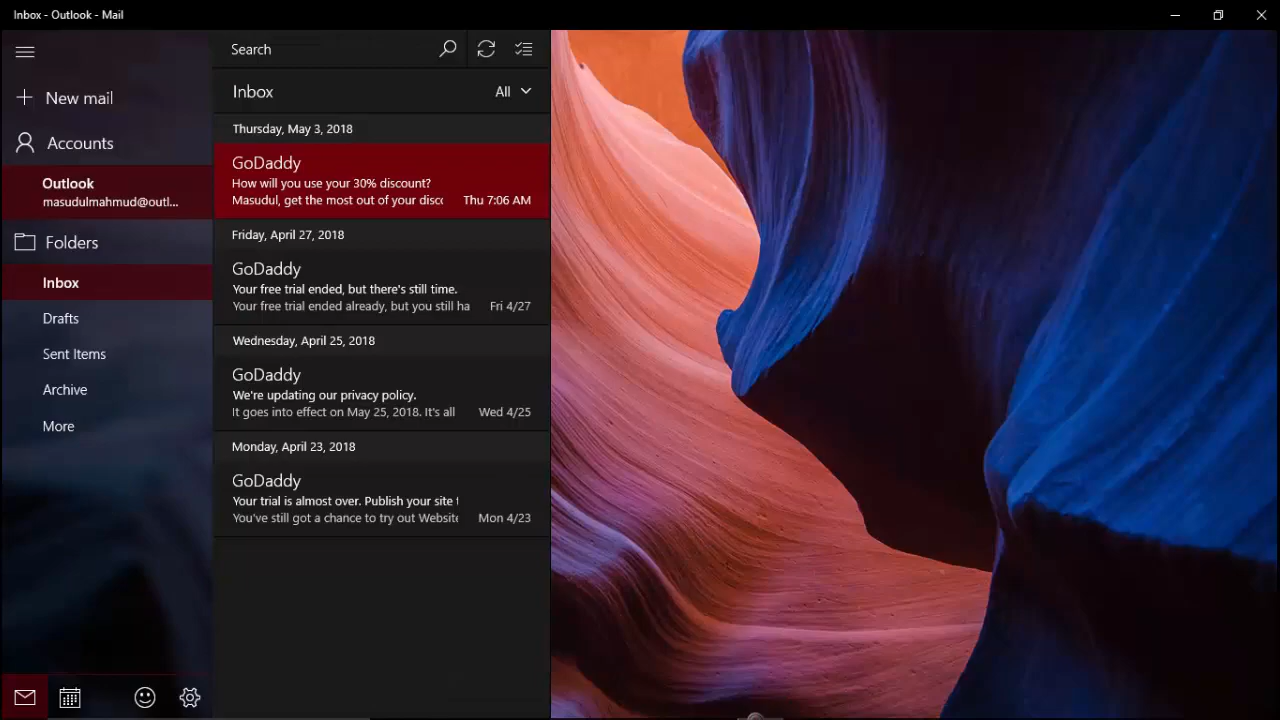 Inbox - Outlook - Mail
Search
New mail
Accounts
Outlook
masudulmahmud@outl...
Folders
Inbox
Drafts
Sent Items
Archive
More
Inbox
All
Thursday, May 3, 2018
GoDaddy
How will you use your 30% discount?
Masudul, get the most out of your disc Thu 7:06 AM
Friday, April 27, 2018
GoDaddy
Your free trial ended, but there's still time.
Your free trial ended already, but you still ha Fri 4/27
Wednesday, April 25, 2018
GoDaddy
We're updating our privacy policy.
It goes into effect on May 25, 2018. It's all Wed 4/25
Monday, April 23, 2018
GoDaddy
Your trial is almost over. Publish your site
You've still got a chance to try out Website Mon 4/23